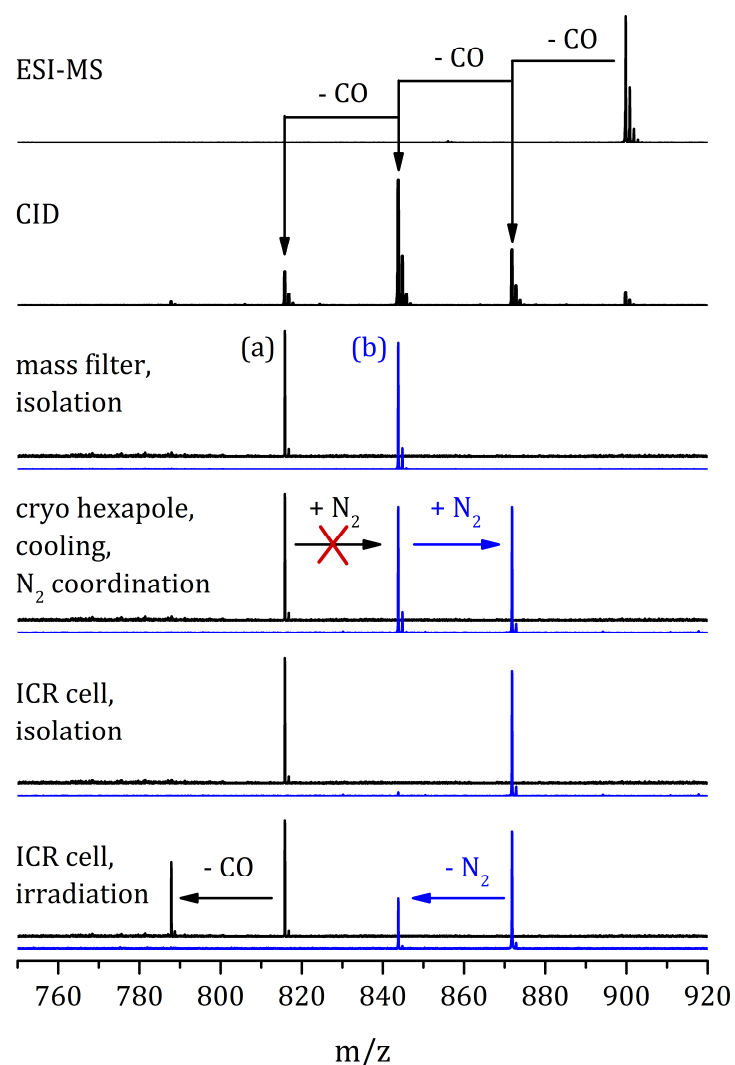 - CO
- CO
- CO
ESI-MS
CID
(a)
(b)
mass filter,
isolation
cryo hexapole,
cooling,
N₂ coordination
+ N₂
+ N₂
ICR cell,
isolation
ICR cell,
irradiation
- CO
- N₂
760 780 800 820 840 860 880 900 920
m/z